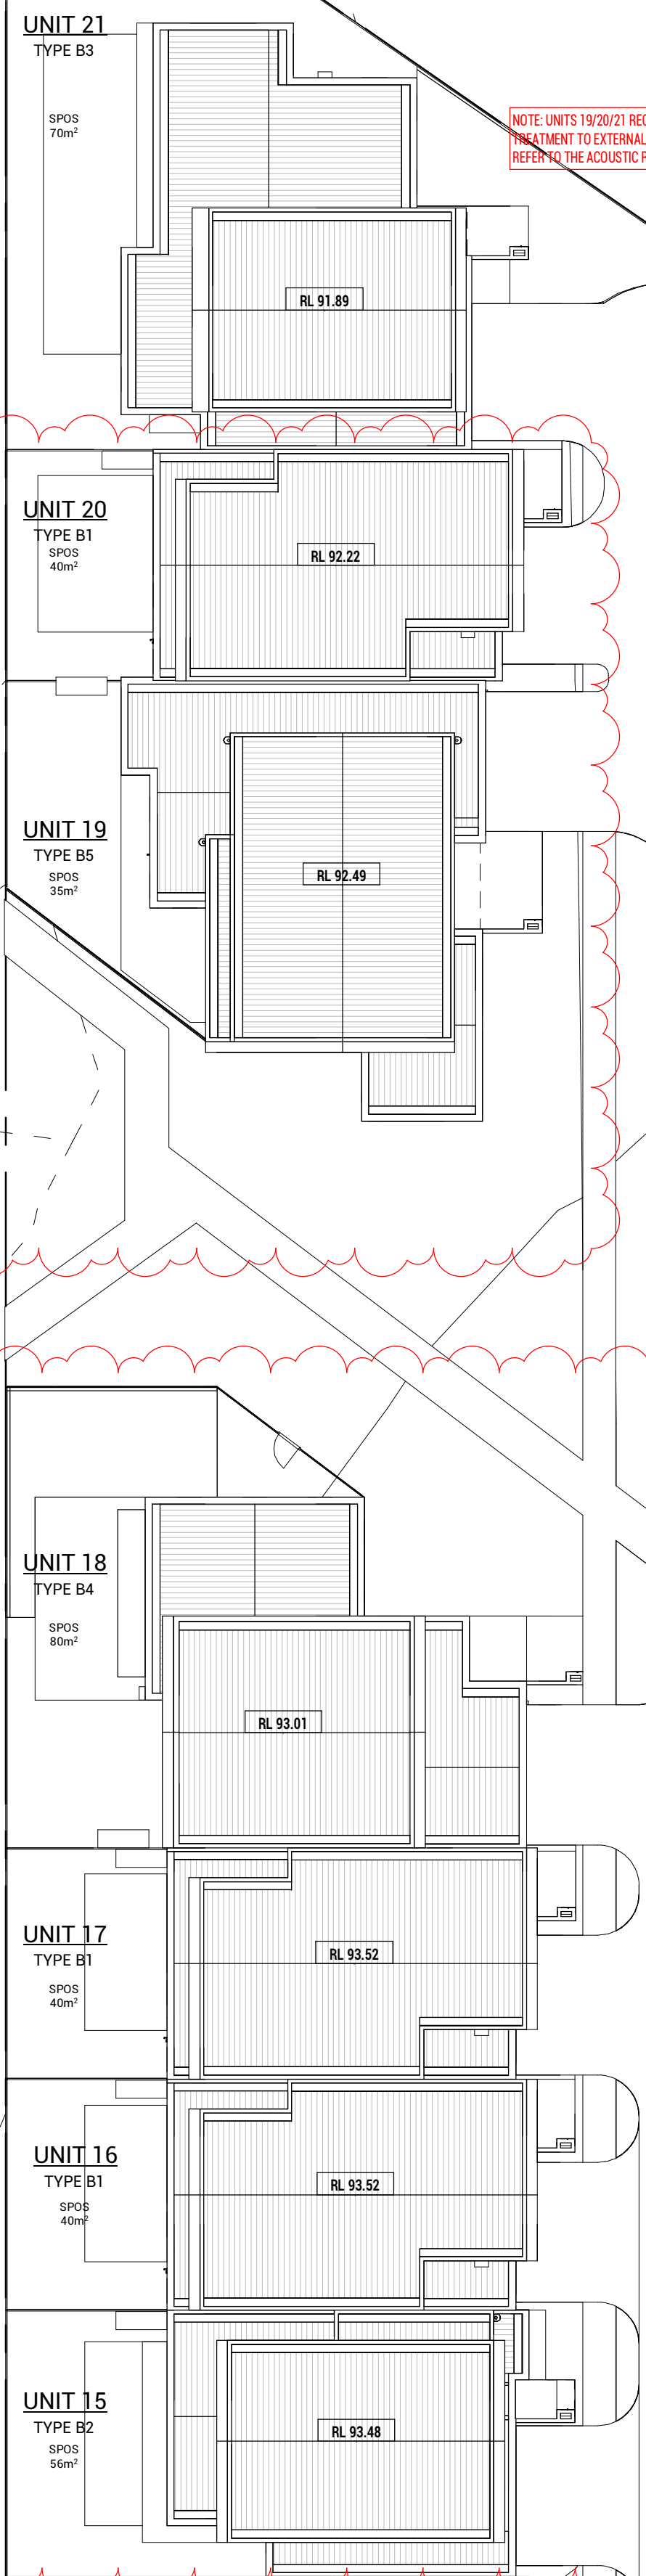 UNIT 21
TYPE B3
SPOS
70m²
NOTE: UNITS 19/20/21
TREATMENT TO EXTERNAL
REFER TO THE ACOUSTIC
RL 91.89
UNIT 20
TYPE B1
SPOS
40m²
RL 92.22
UNIT 19
TYPE B5
SPOS
35m²
RL 92.49
UNIT 18
TYPE B4
SPOS
80m²
RL 93.01
UNIT 17
TYPE B1
SPOS
40m²
RL 93.52
UNIT 16
TYPE B1
SPOS
40m²
RL 93.52
UNIT 15
TYPE B2
SPOS
56m²
RL 93.48